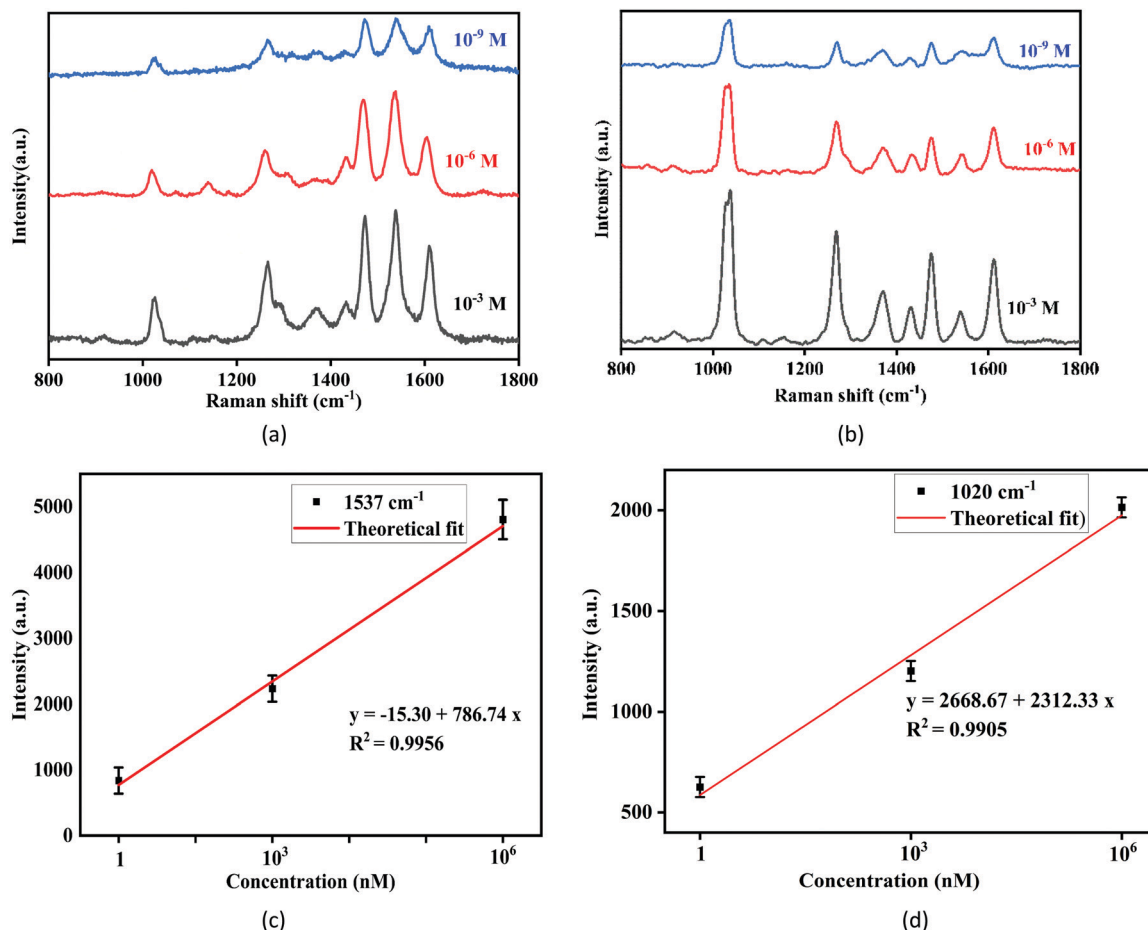 10⁻⁹ M
10⁻⁶ M
10⁻³ M
Intensity(a.u.)
800 1000 1200 1400 1600 1800
Raman shift (cm⁻¹)
(a)
10⁻⁹ M
10⁻⁶ M
10⁻³ M
Intensity (a.u.)
800 1000 1200 1400 1600 1800
Raman shift (cm⁻¹)
(b)
1537 cm⁻¹
Theoretical fit
5000
4000
3000
2000
1000
0
Intensity (a.u.)
y = -15.30 + 786.74 x
R² = 0.9956
1 10³ 10⁶
Concentration (nM)
(c)
1020 cm⁻¹
Theoretical fit)
2000
1500
1000
500
Intensity (a.u.)
y = 2668.67 + 2312.33 x
R² = 0.9905
1 10³ 10⁶
Concentration (nM)
(d)